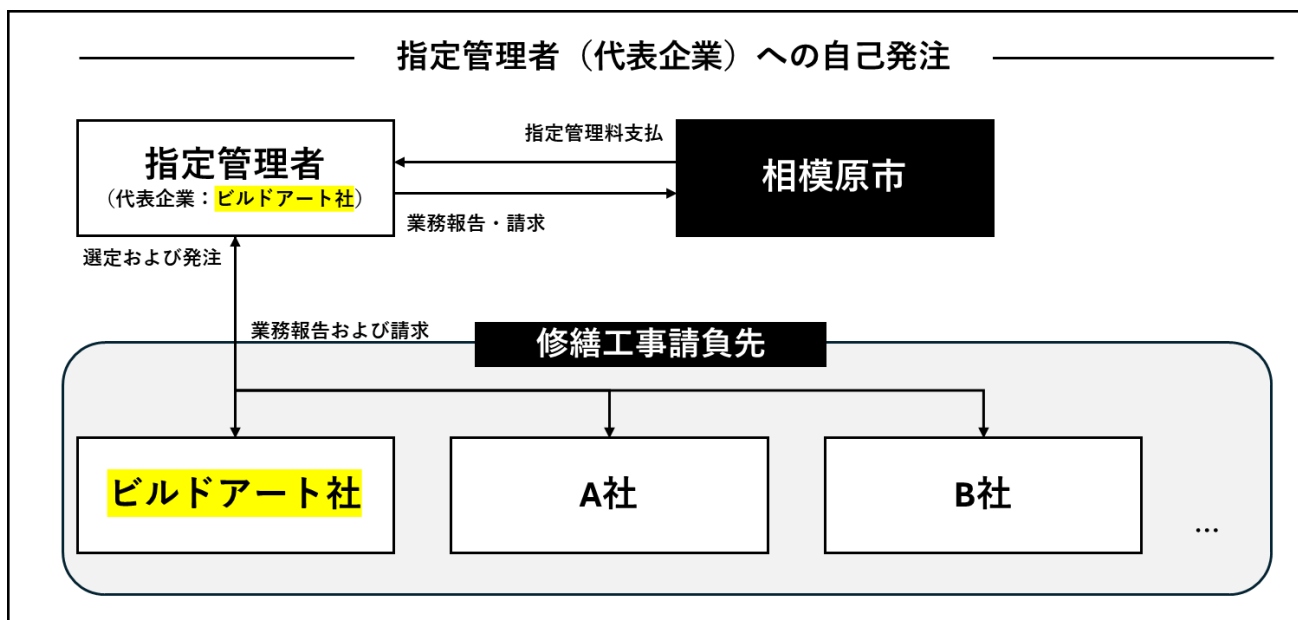 指定管理者（代表企業）への自己発注
指定管理料支払
指定管理者
（代表企業：ビルドアート社）
相模原市
業務報告・請求
選定および発注
業務報告および請求
修繕工事請負先
ビルドアート社
A社
B社
…